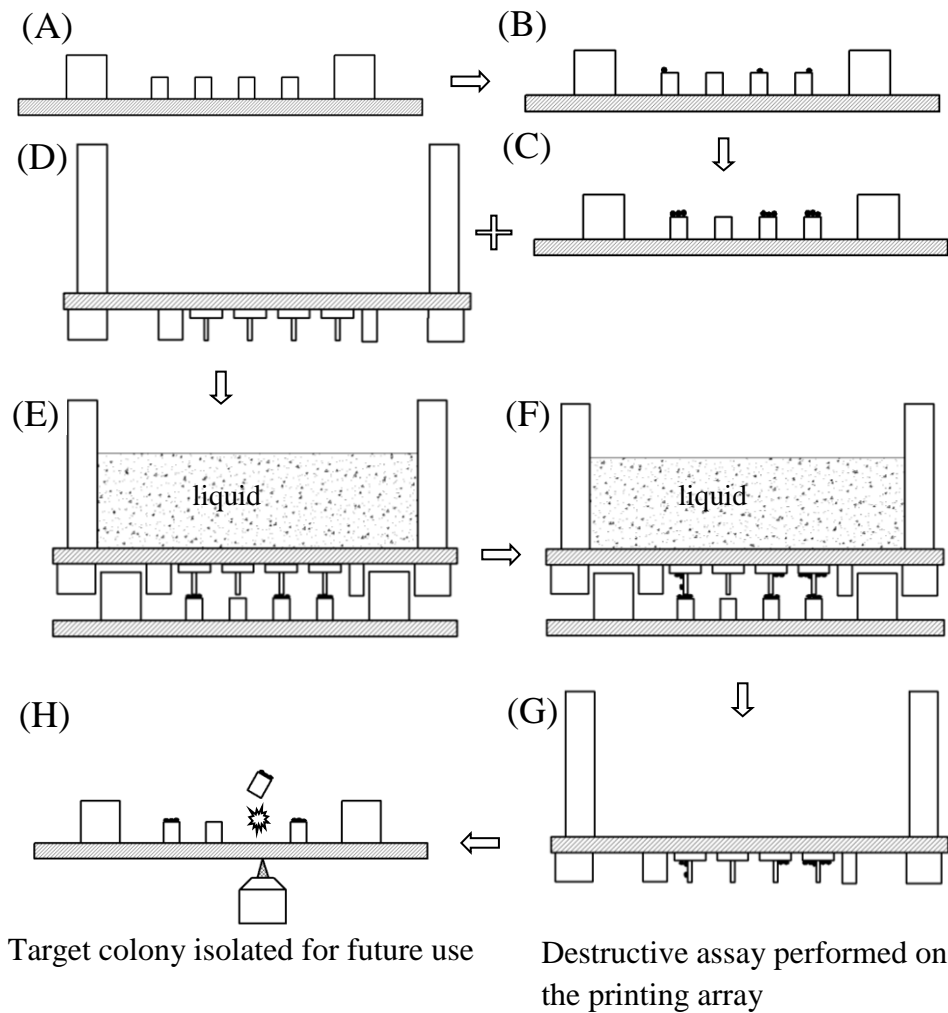 (A)
(B)
(D)
(C)
(E)
(F)
liquid
liquid
(H)
(G)
Target colony isolated for future use
Destructive assay performed on
the printing array